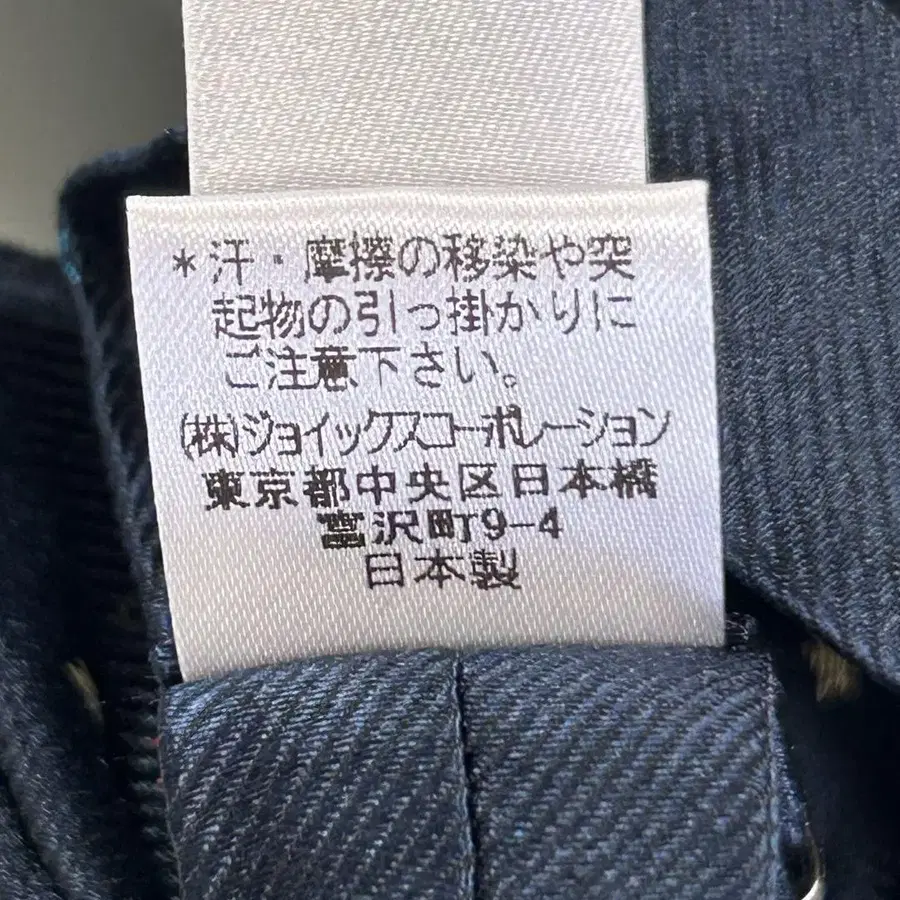 *汗・摩擦の移染や突
起物の引っ掛かりに
ご注意下さい。
(株)ジョイックスコーポレーション
東京都中央区日本橋
富沢町9-4
日本製